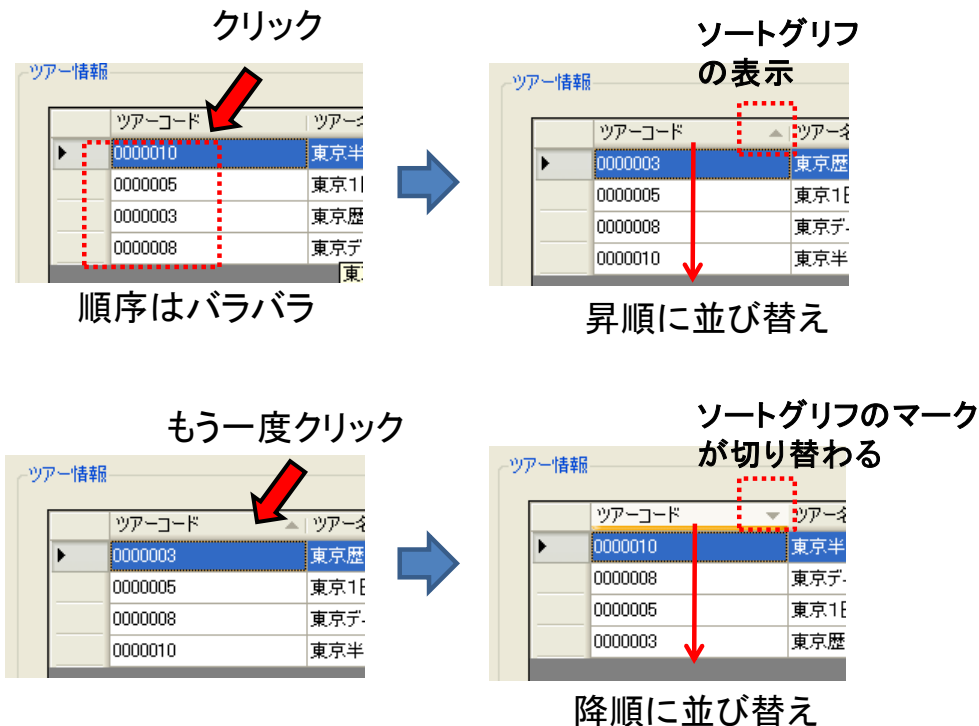 クリック
ツアー情報
ツアーコード
0000010 東京半
0000005 東京1
0000003 東京歴
0000008 東京デ
東
順序はバラバラ
ソートグリフ
の表示
ツアー情報
ツアーコード
0000003 東京歴
0000005 東京1
0000008 東京デ
0000010 東京半
昇順に並び替え
もう一度クリック
ツアー情報
ツアーコード
0000003 東京歴
0000005 東京1
0000008 東京デ
0000010 東京半
ソートグリフのマーク
が切り替わる
ツアー情報
ツアーコード
0000010 東京半
0000008 東京デ
0000005 東京1
0000003 東京歴
降順に並び替え